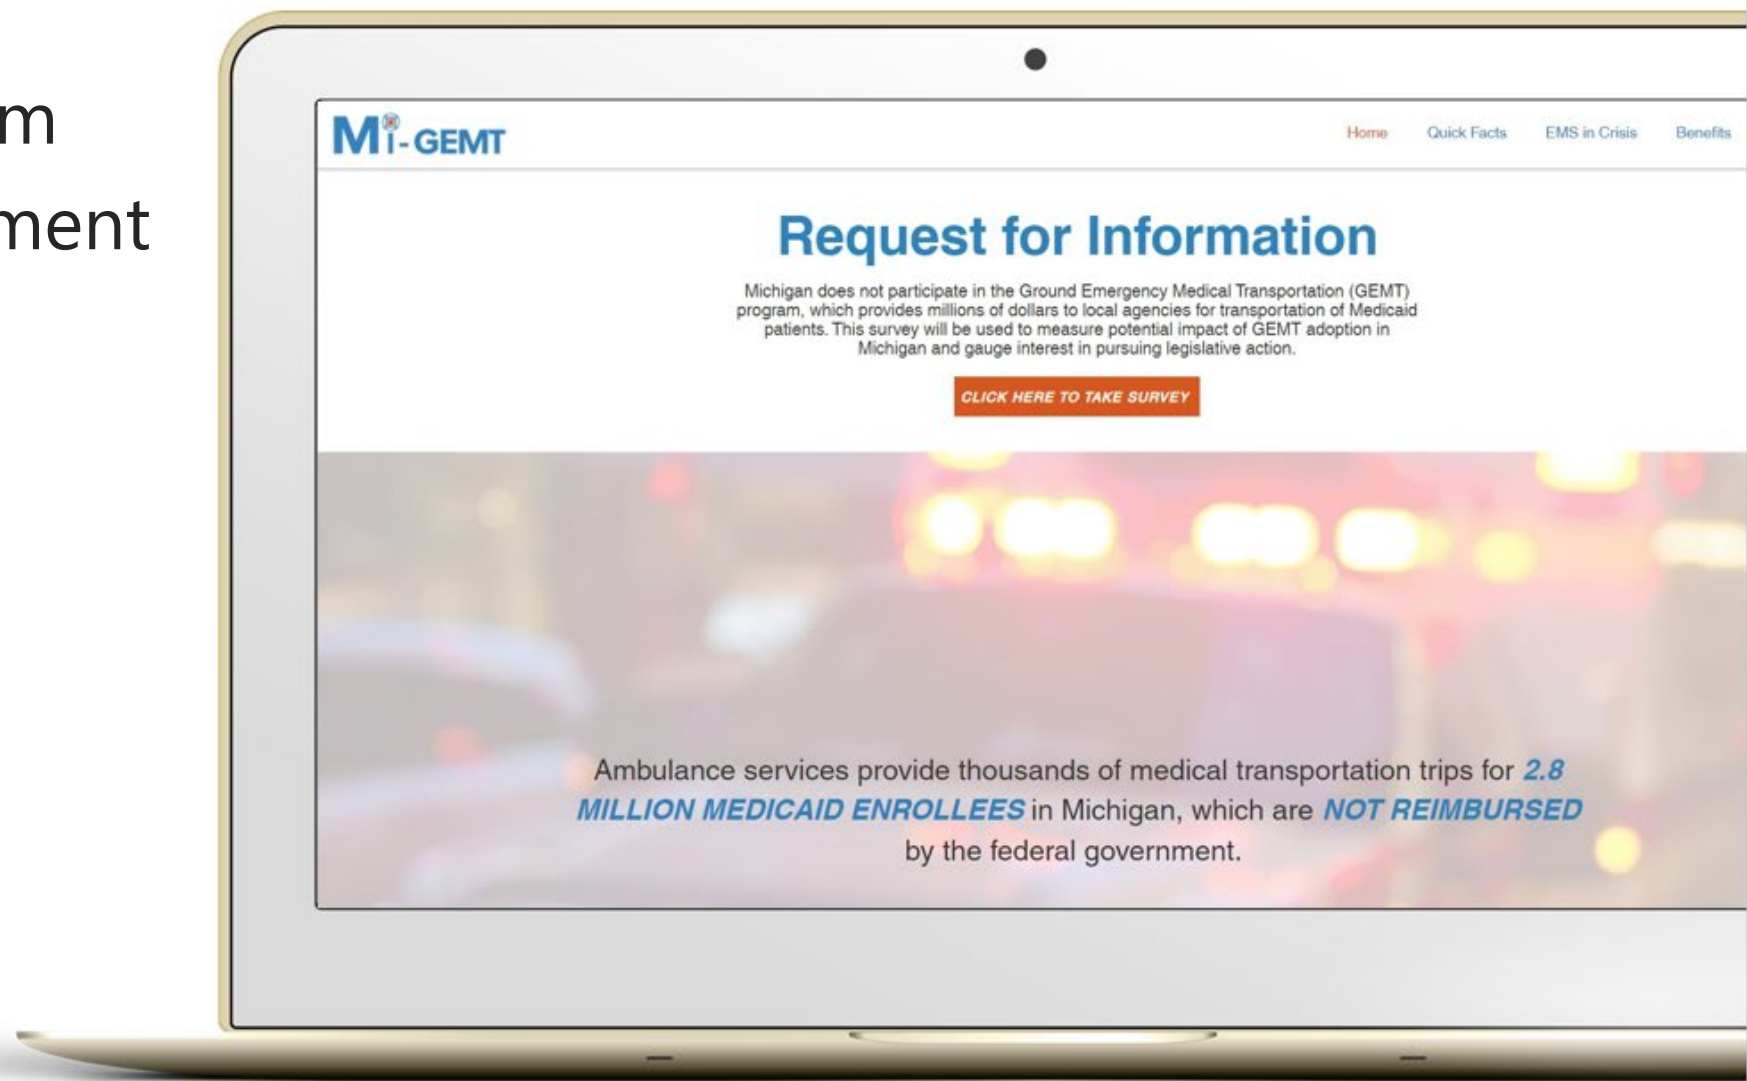 m
ment
Mi-GEMT
Home Quick Facts EMS in Crisis Benefits
Request for Information
Michigan does not participate in the Ground Emergency Medical Transportation (GEMT)
program, which provides millions of dollars to local agencies for transportation of Medicaid
patients. This survey will be used to measure potential impact of GEMT adoption in
Michigan and gauge interest in pursuing legislative action.
CLICK HERE TO TAKE SURVEY
Ambulance services provide thousands of medical transportation trips for 2.8
MILLION MEDICAID ENROLLEES in Michigan, which are NOT REIMBURSED
by the federal government.